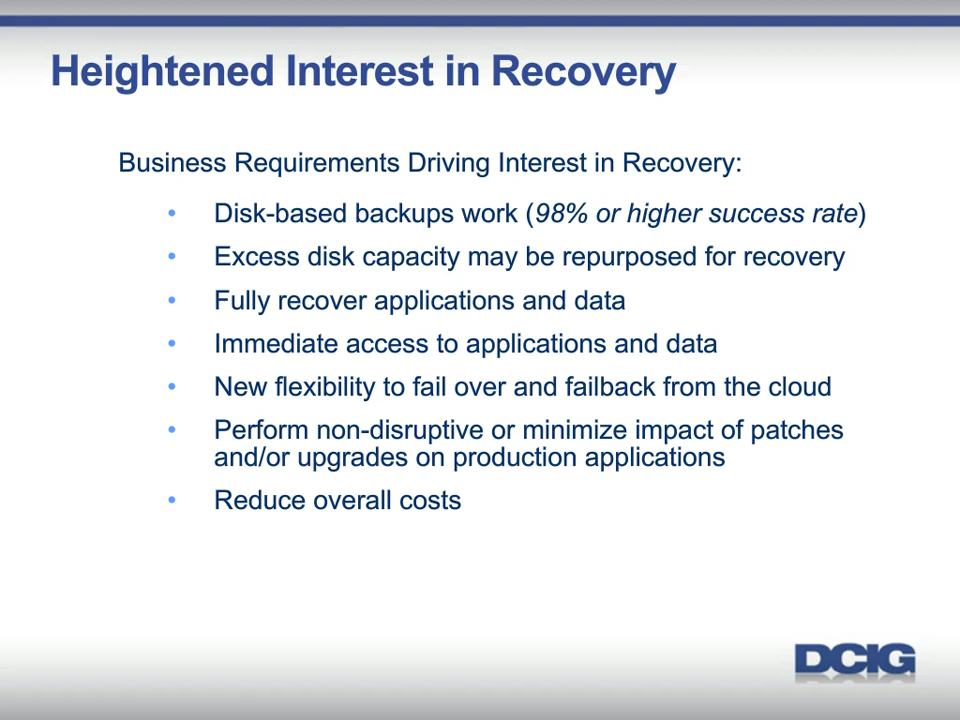 Heightened Interest in Recovery
Business Requirements Driving Interest in Recovery:
• Disk-based backups work (98% or higher success rate)
• Excess disk capacity may be repurposed for recovery
• Fully recover applications and data
• Immediate access to applications and data
• New flexibility to fail over and failback from the cloud
• Perform non-disruptive or minimize impact of patches
and/or upgrades on production applications
• Reduce overall costs
DCIG